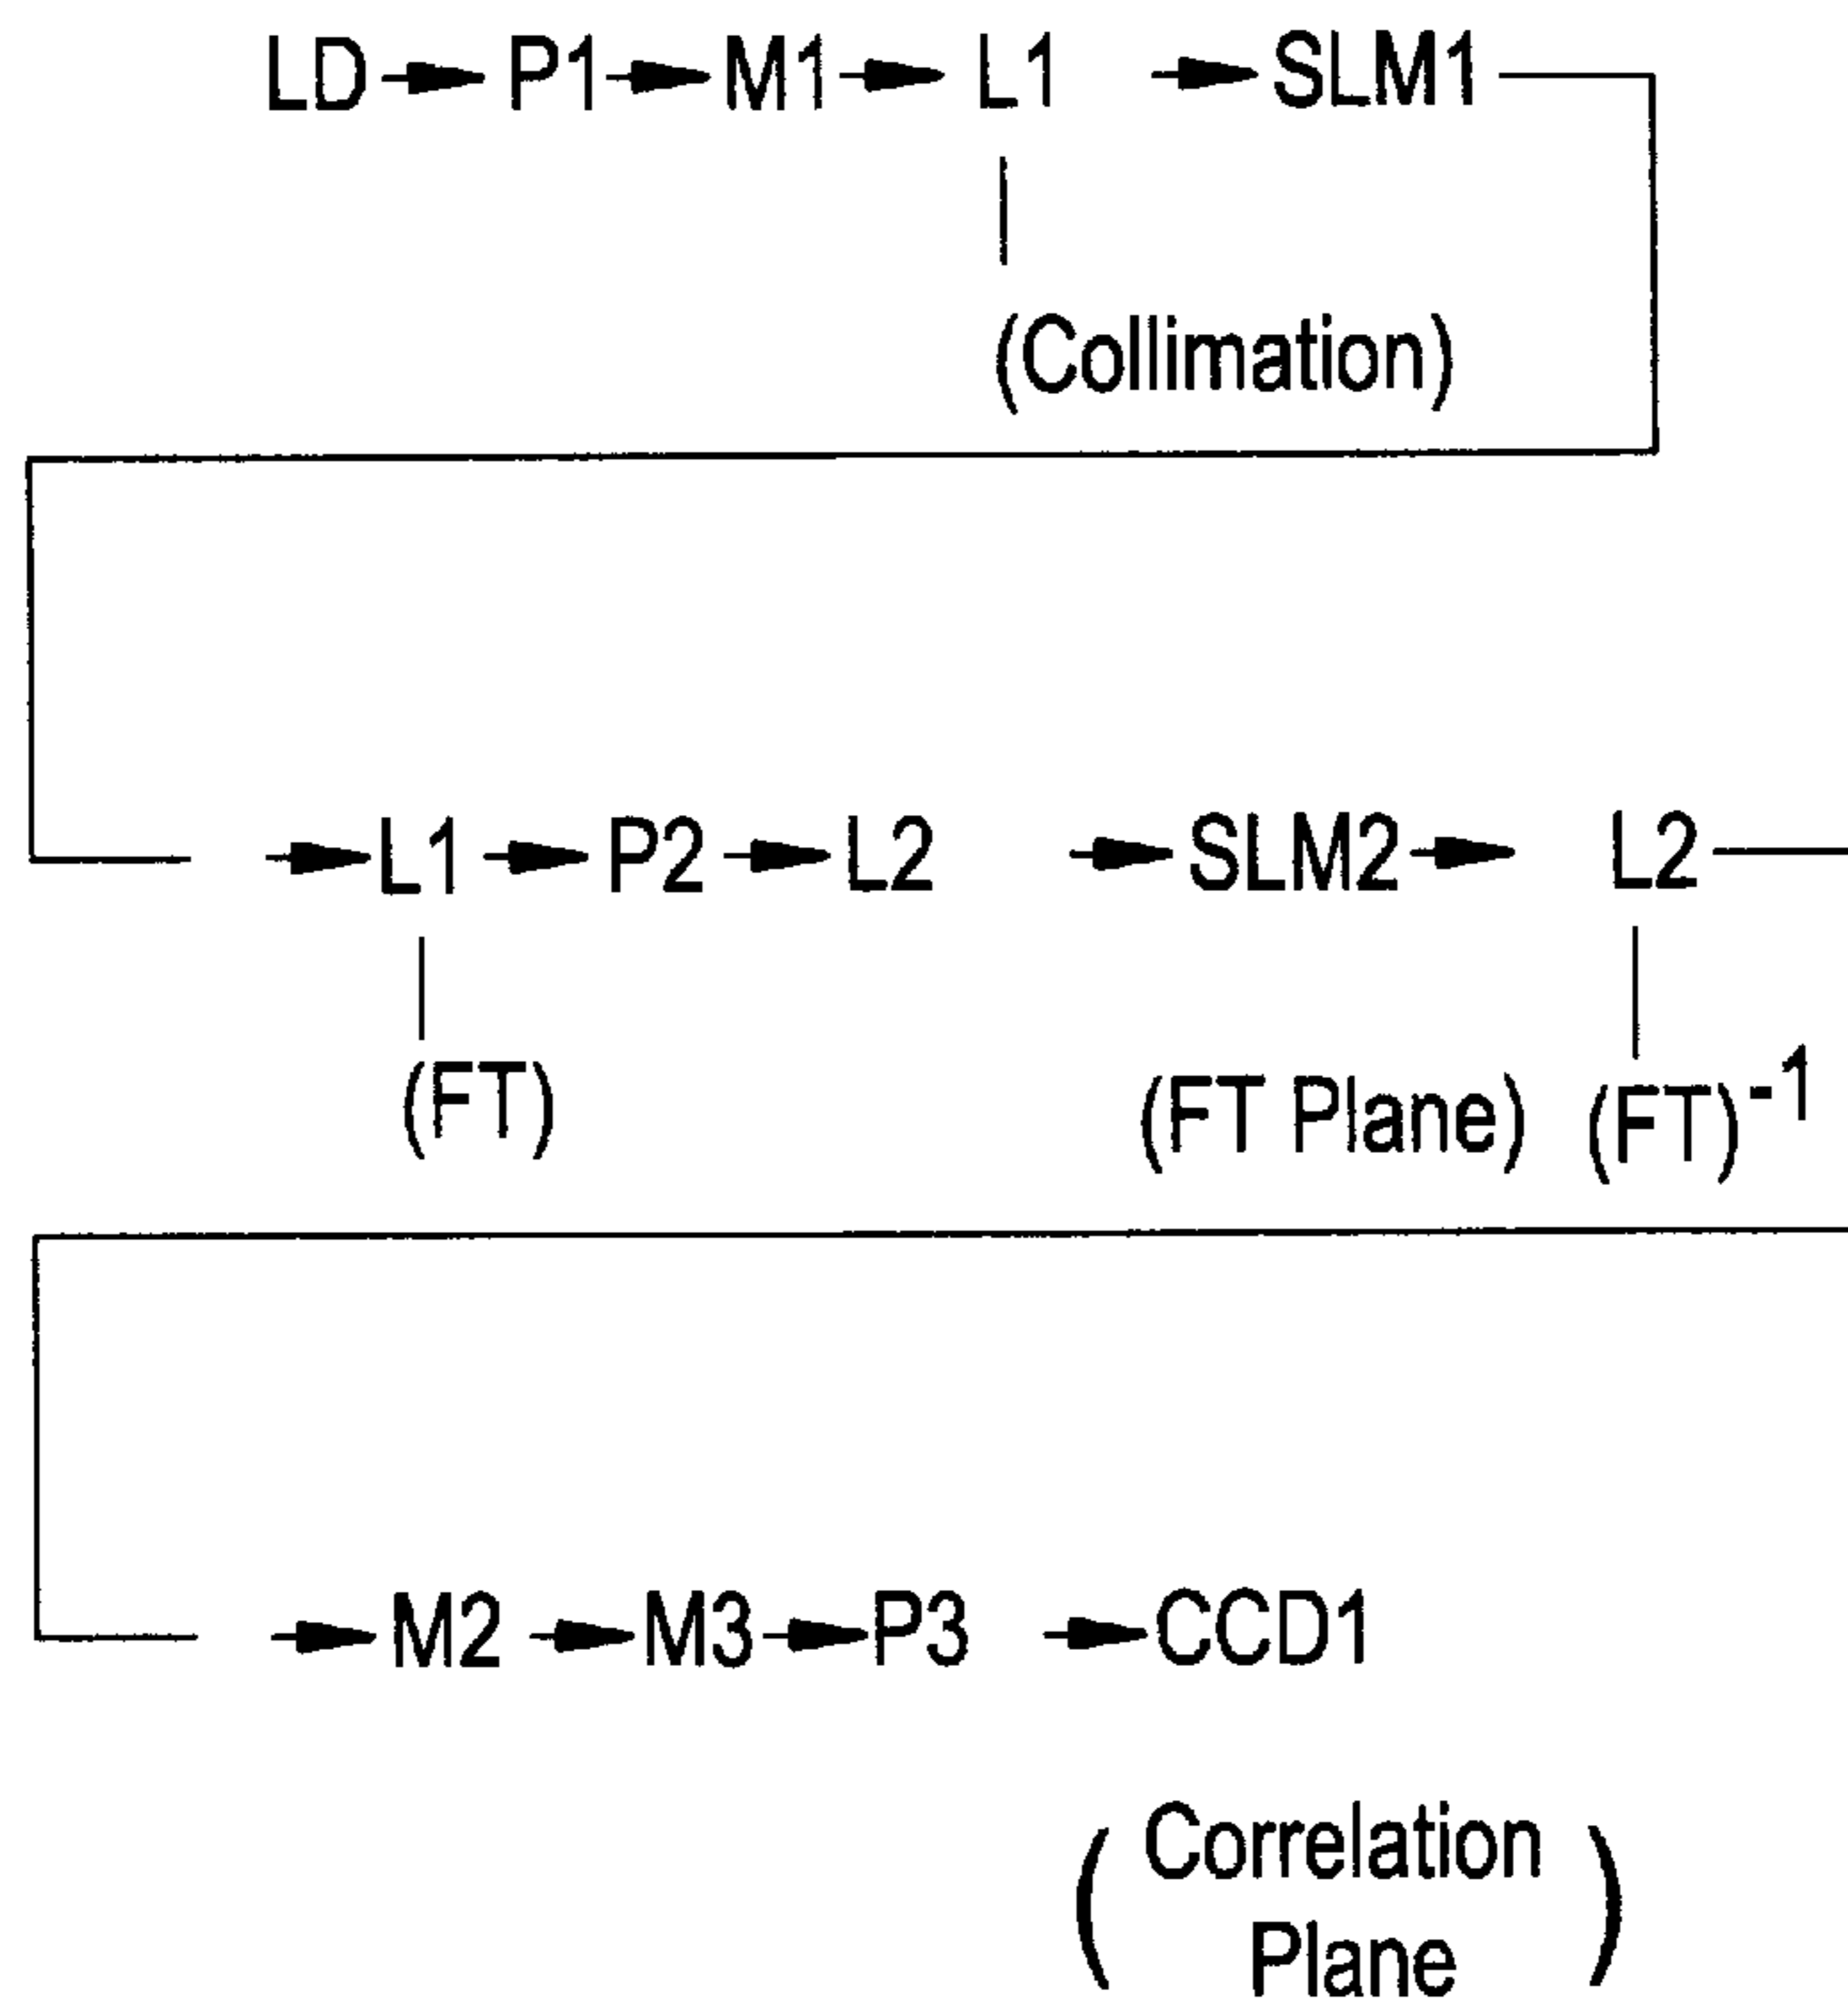 LD P1 M1 L1 SLM1
(Collimation)
L1 P2 L2 SLM2 L2
(FT) (FT Plane) (FT)-1
M2 M3 P3 CCD1
(Correlation
Plane)